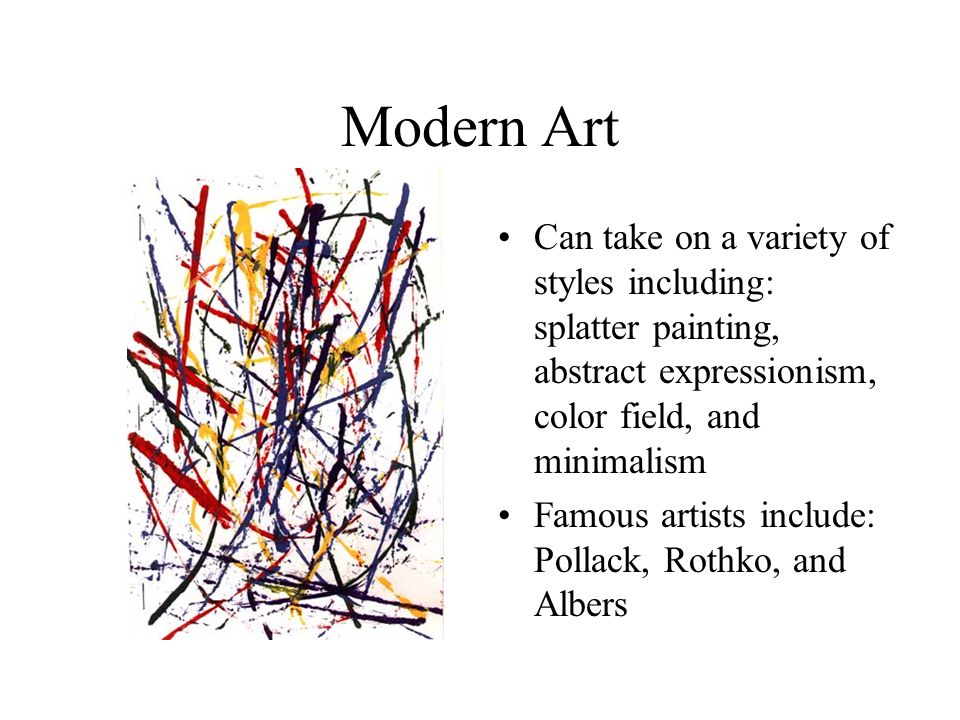 Modern Art
• Can take on a variety of
styles including:
splatter painting,
abstract expressionism,
color field, and
minimalism
• Famous artists include:
Pollack, Rothko, and
Albers